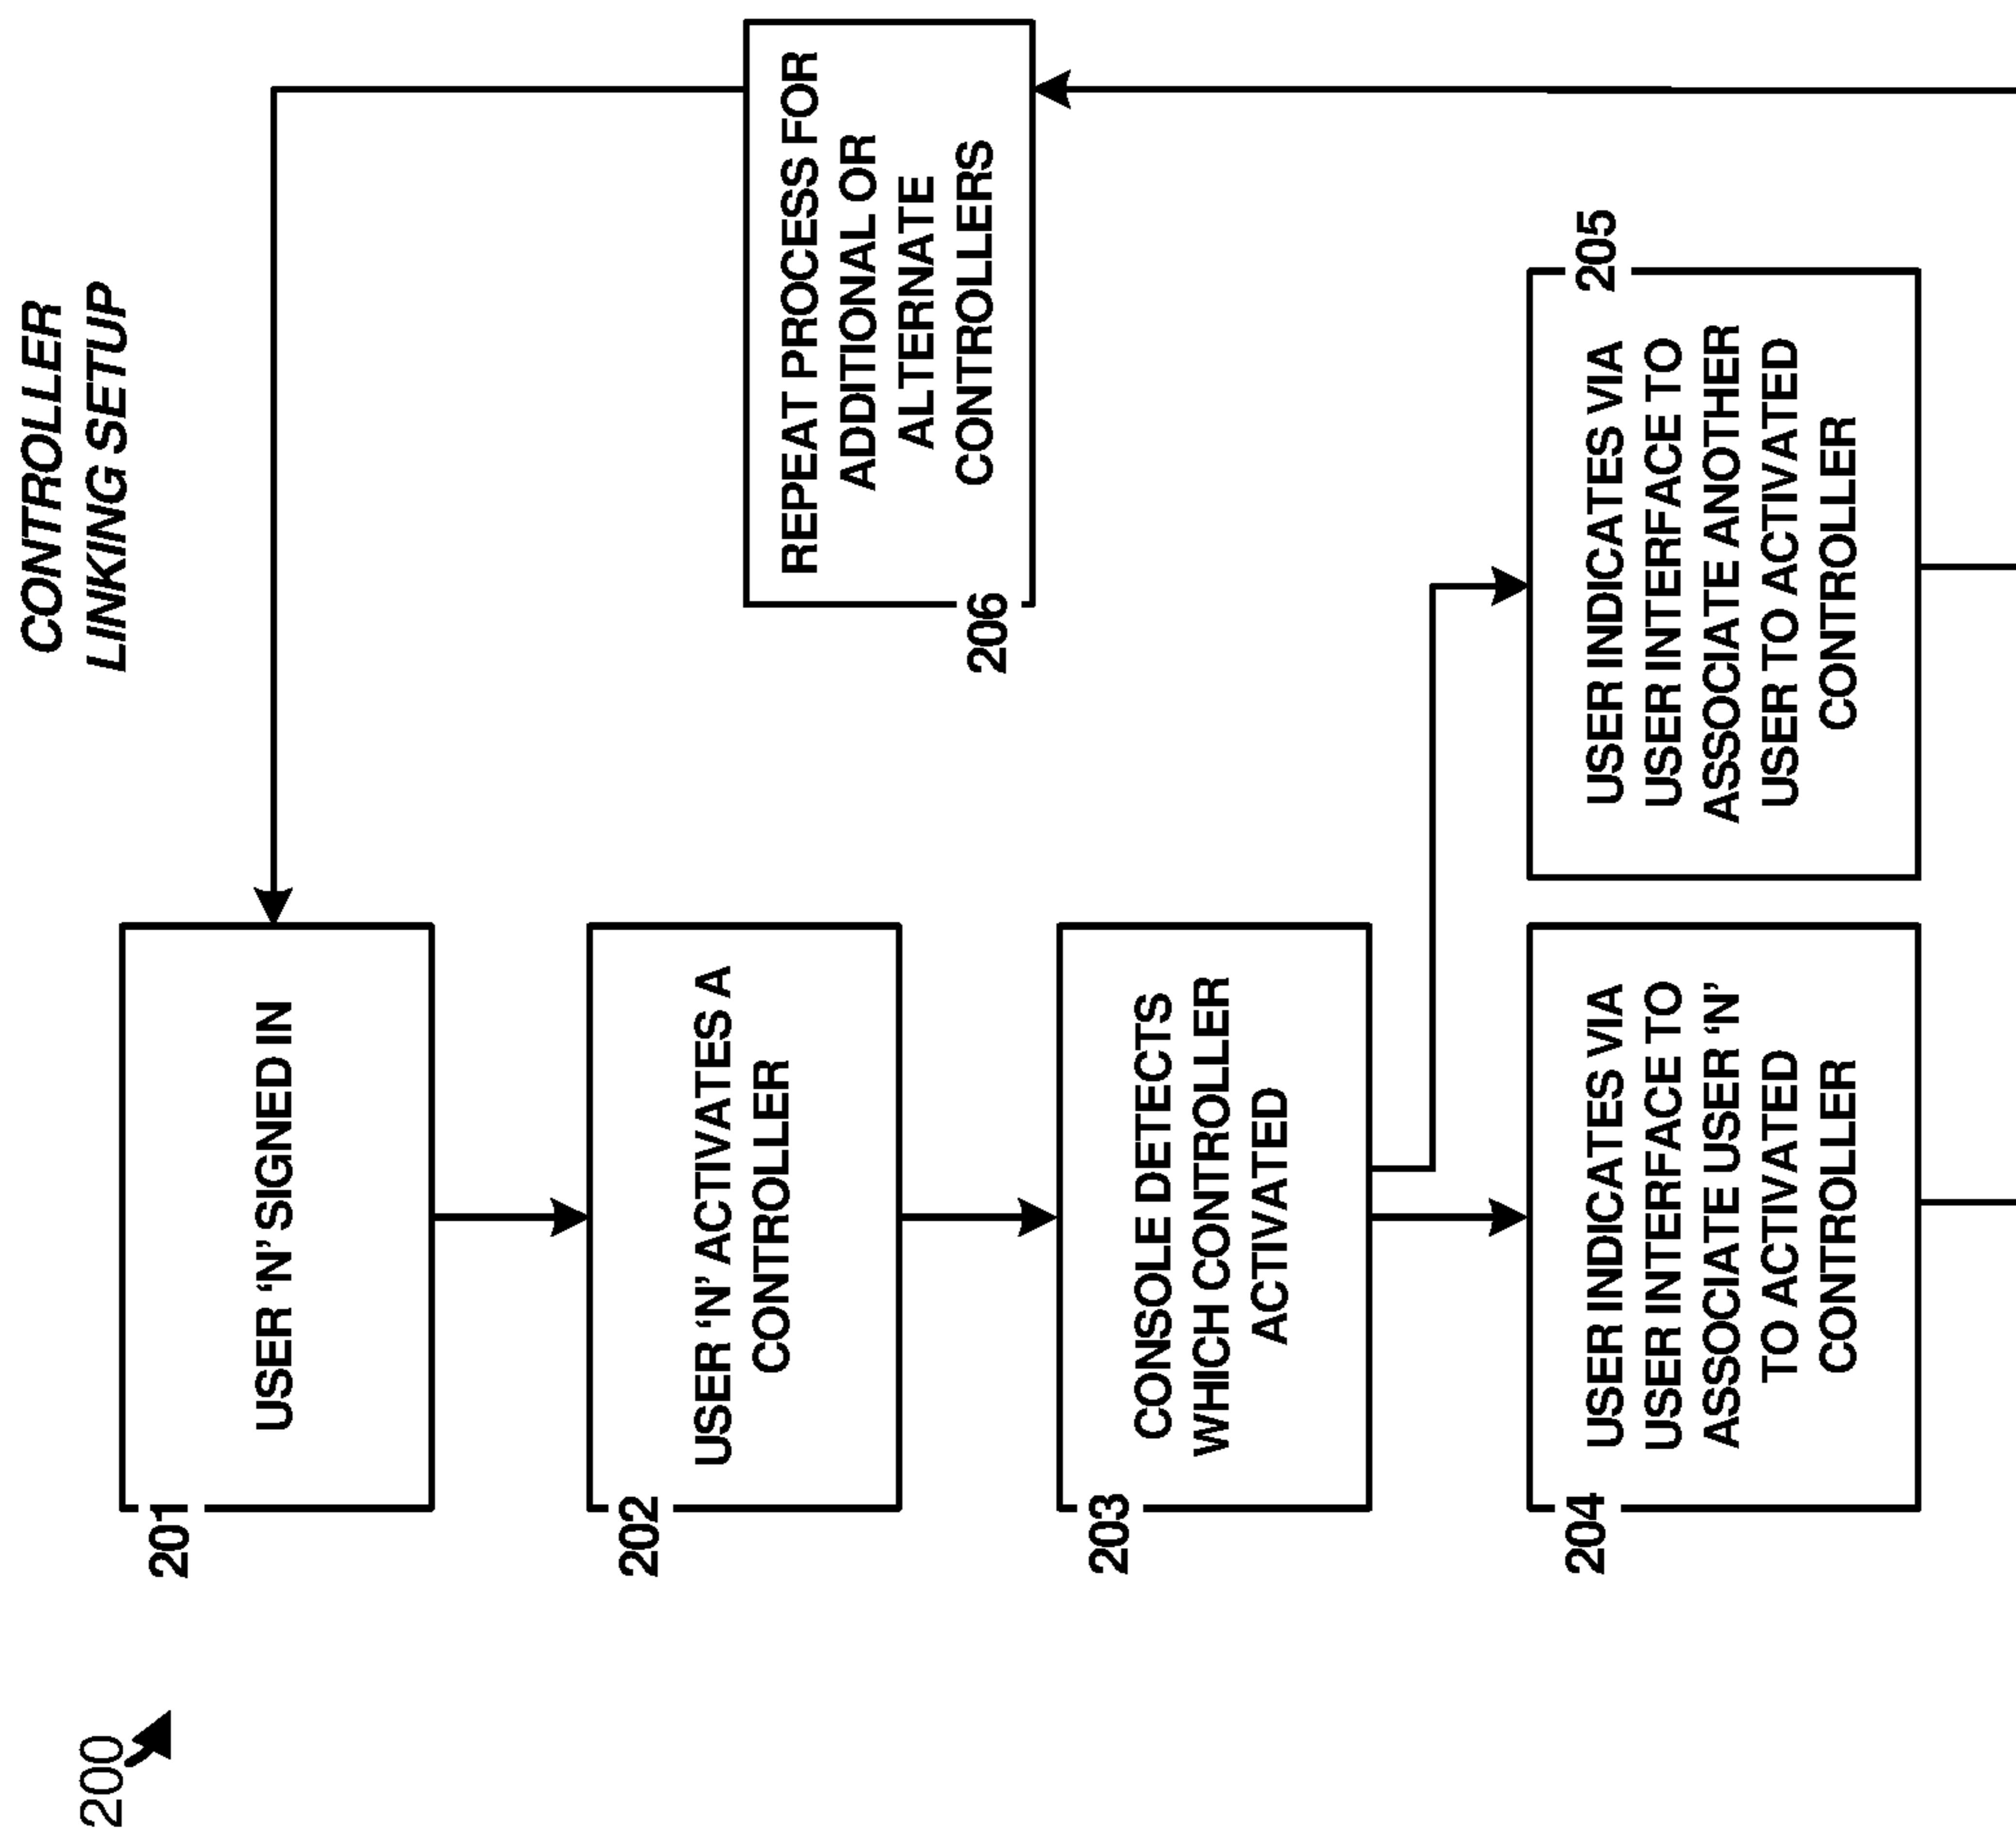 200
CONTROLLER
LINKING SETUP
201
USER ‘N’ SIGNED IN
202
USER ‘N’ ACTIVATES A
CONTROLLER
203
CONSOLE DETECTS
WHICH CONTROLLER
ACTIVATED
204
USER INDICATES VIA
USER INTERFACE TO
ASSOCIATE USER ‘N’
TO ACTIVATED
CONTROLLER
205
USER INDICATES VIA
USER INTERFACE TO
ASSOCIATE ANOTHER
USER TO ACTIVATED
CONTROLLER
206
REPEAT PROCESS FOR
ADDITIONAL OR
ALTERNATE
CONTROLLERS